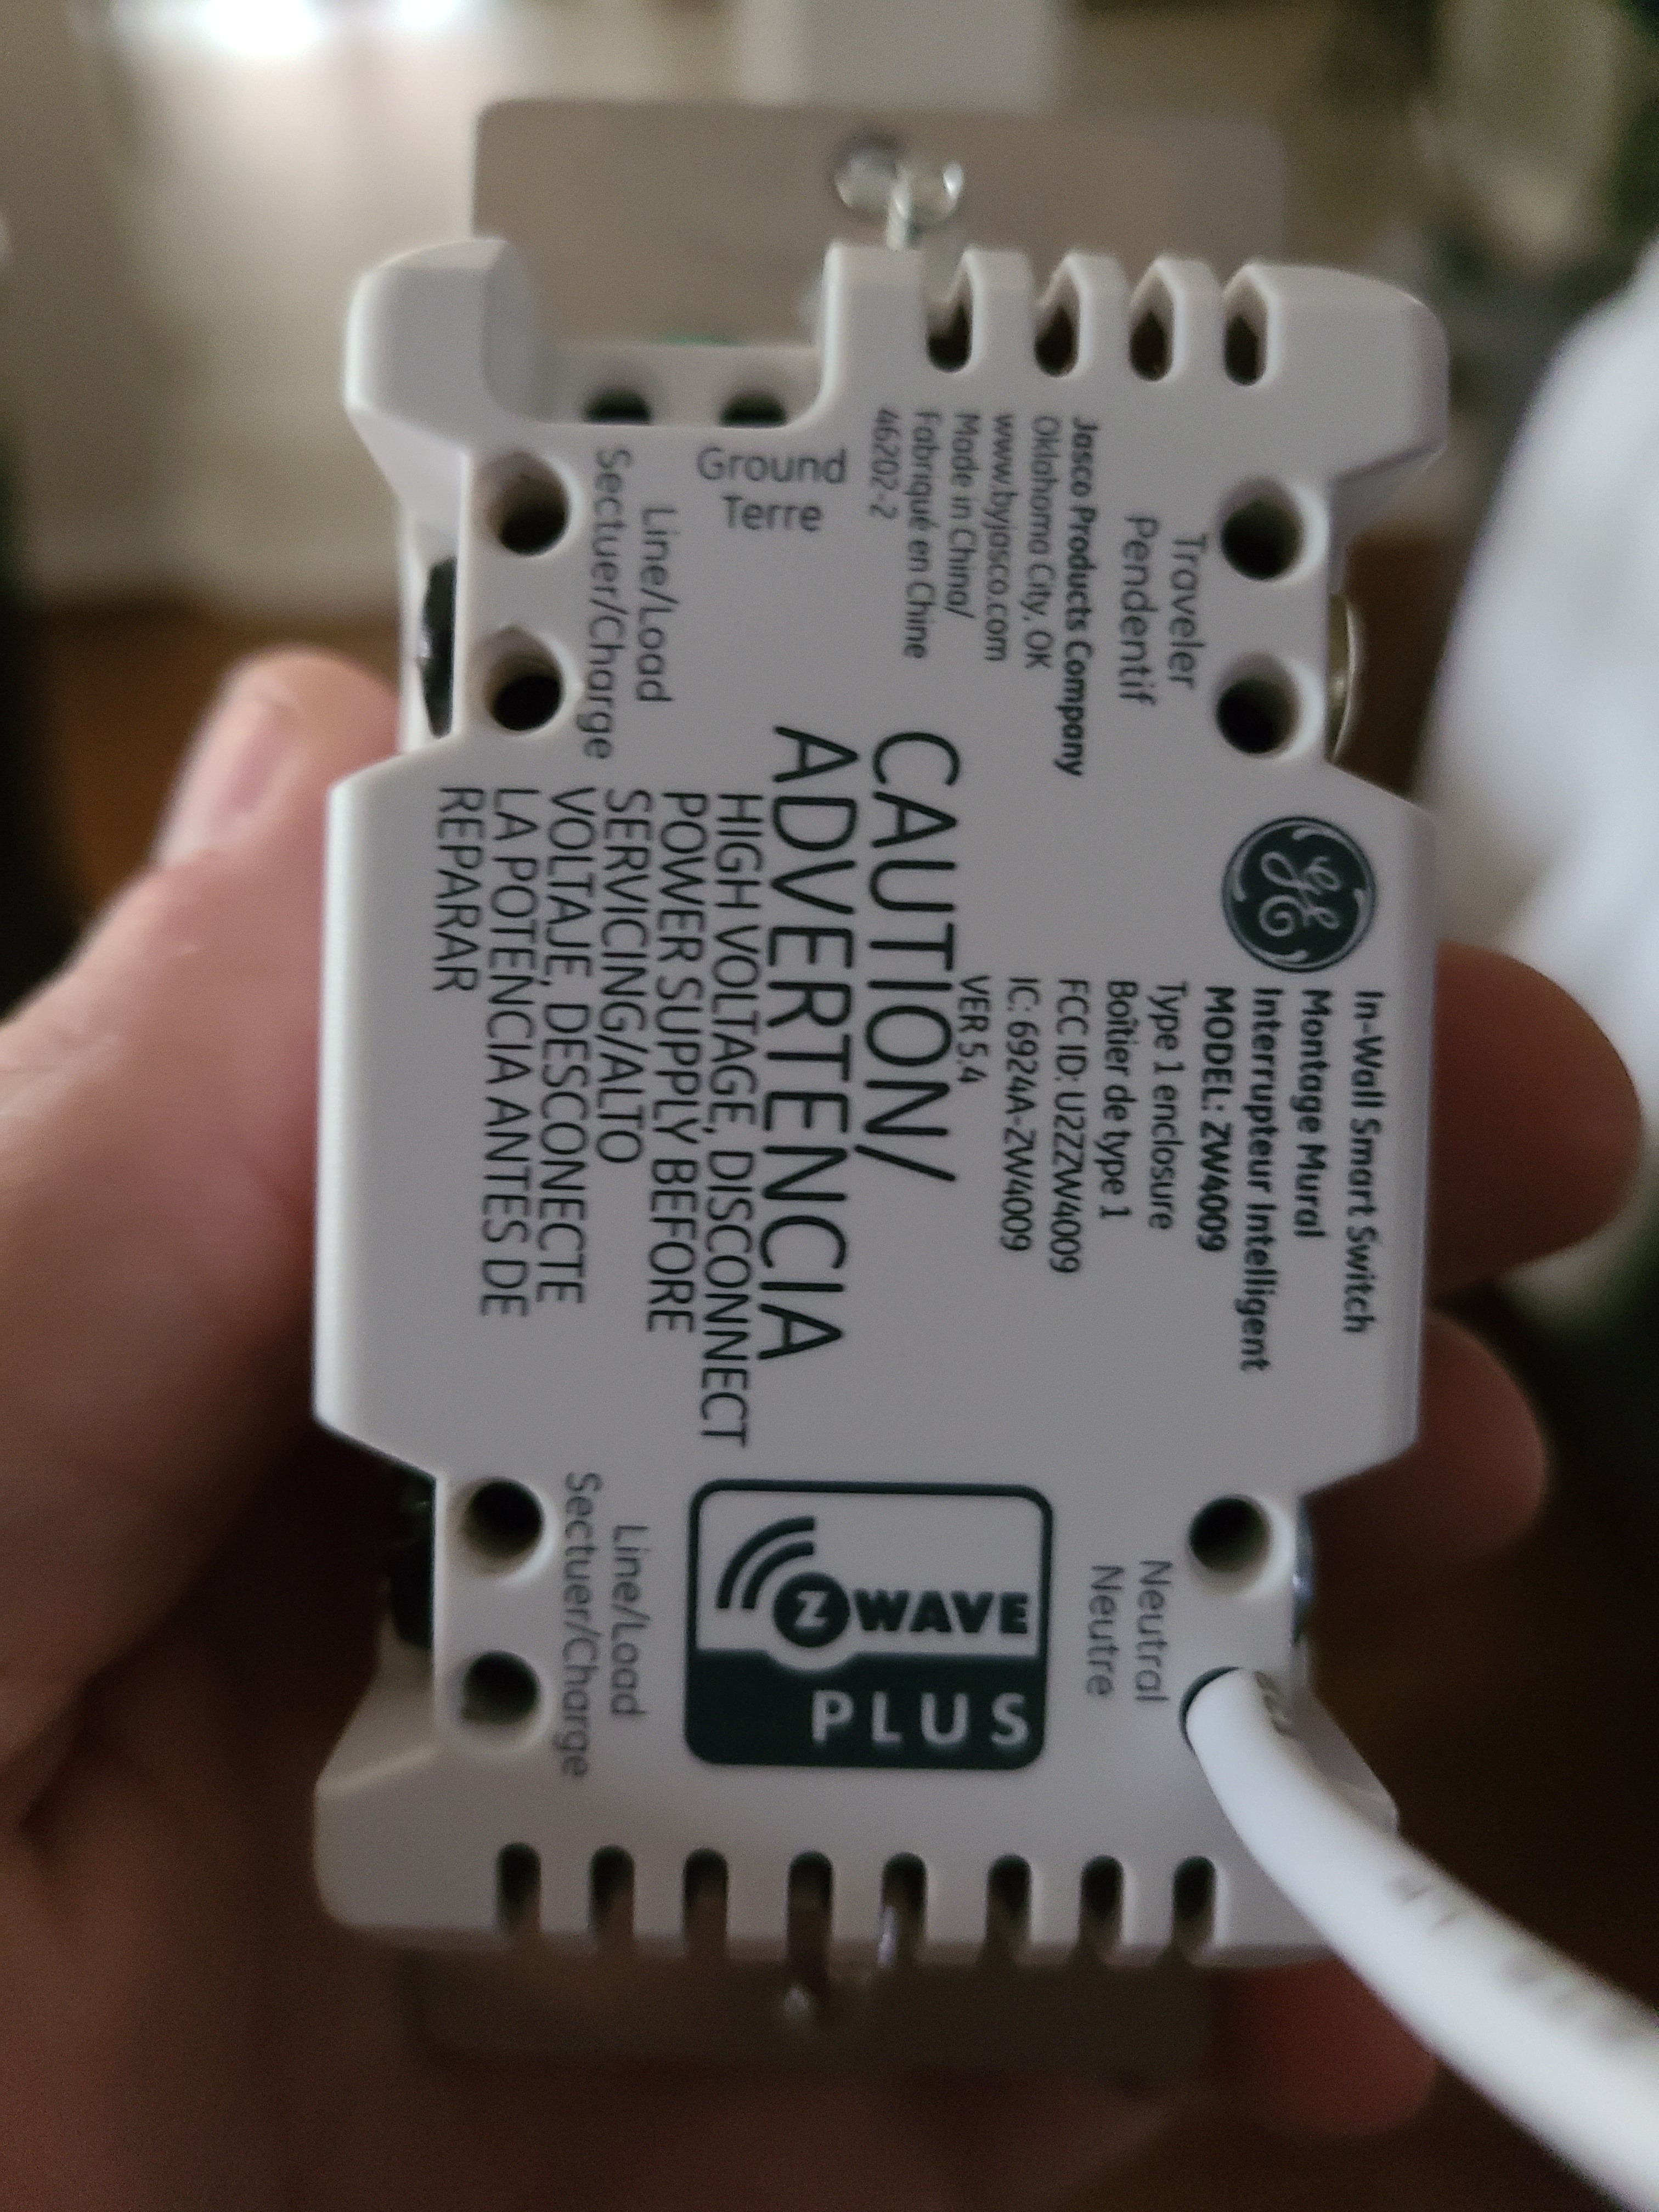 In-Wall Smart Switch
Montage Mural
Interrupteur Intelligent
MODEL: ZW4009
Type 1 enclosure
Boîtier de type 1
FCC ID: U2ZZW4009
IC: 6924A-ZW4009
VER 5.4
Traveler
Pendentif
Jasco Products Company
Oklahoma City, OK
www.byjasco.com
Made in China/
Fabriqué en Chine
46202-2
Ground
Terre
Line/Load
Sectuer/Charge
CAUTION/
ADVERTENCIA
HIGH VOLTAGE, DISCONNECT
POWER SUPPLY BEFORE
SERVICING/ALTO
VOLTAJE, DESCONECTE
LA POTENCIA ANTES DE
REPARAR
Neutral
Neutre
Z WAVE
PLUS
Line/Load
Sectuer/Charge
GE